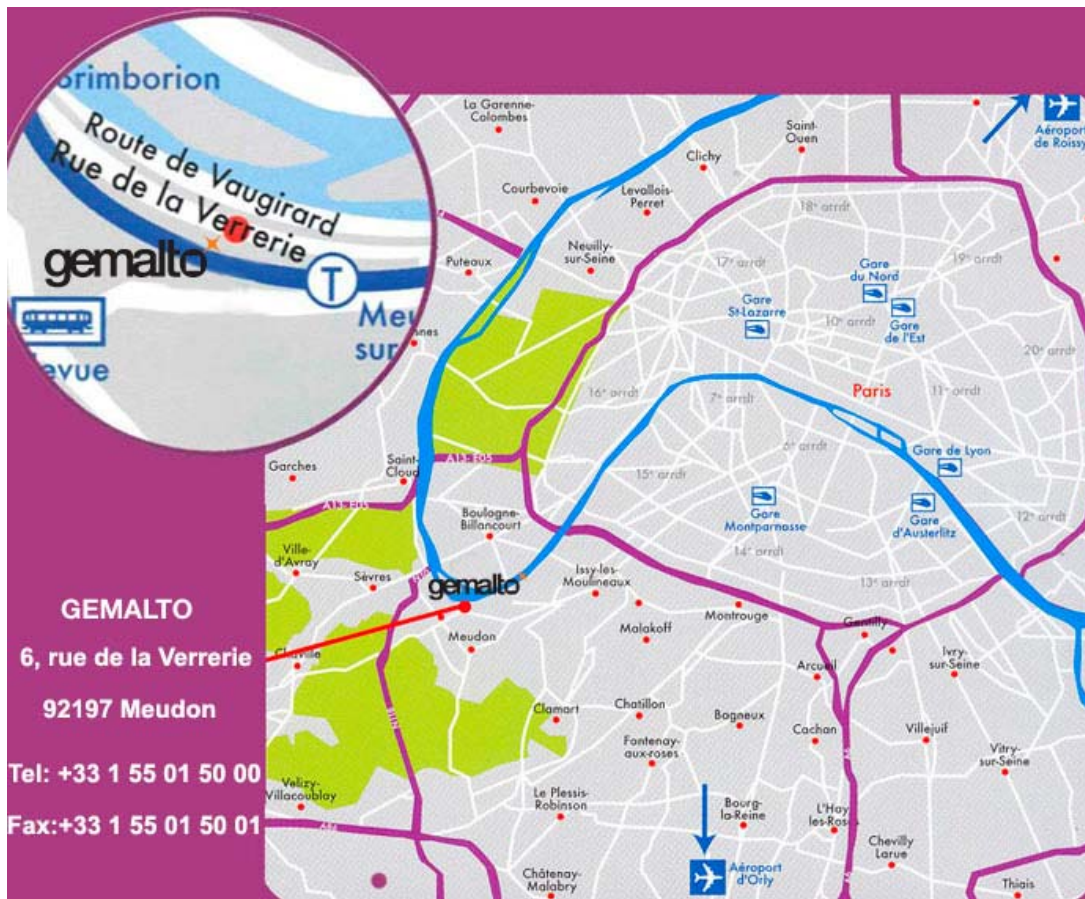 orimborion
Route de Vaugirard
Rue de la Verrerie
gemalto
T
Meu
sur
evue
La Garenne-
Colombes
Saint-
Ouen
Aéroport
de Roissy
Clichy
Courbevoie
Levallois-
Perret
18e arrdt
Neuilly-
sur-Seine
17e arrdt
19e arrdt
Puteaux
Gare
du Nord
Gare
St-Lazarre
10e arrdt
Gare
de l'Est
nnes
20e arrdt
16e arrdt
7e arrdt
Paris
11e arrdt
A13- E05
Saint-
Cloud
Garches
15e arrdt
Gare de Lyon
A13- E05
Boulogne-
Billancourt
Gare
Montparnasse
Gare
d'Austerlitz
12e arrdt
14e arrdt
Ville-
d'Avray
Sèvres
gemalto
Issy-les-
Moulineaux
13e arrdt
Montrouge
Gentilly
Meudon
Malakoff
Chaville
Arcueil
Ivry-
sur-Seine
GEMALTO
6, rue de la Verrerie
92197 Meudon
Tel: +33 1 55 01 50 00
Fax:+33 1 55 01 50 01
Clamart
Chatillon
Bagneux
Cachan
Villejuif
Fontenay-
aux-roses
Vitry-
sur-Seine
Velizy-
Villacoublay
Le Plessis-
Robinson
Bourg-
la-Reine
L'Hay
les-Roses
Chevilly
Larue
Aéroport
d'Orly
Châtenay-
Malabry
Thiais